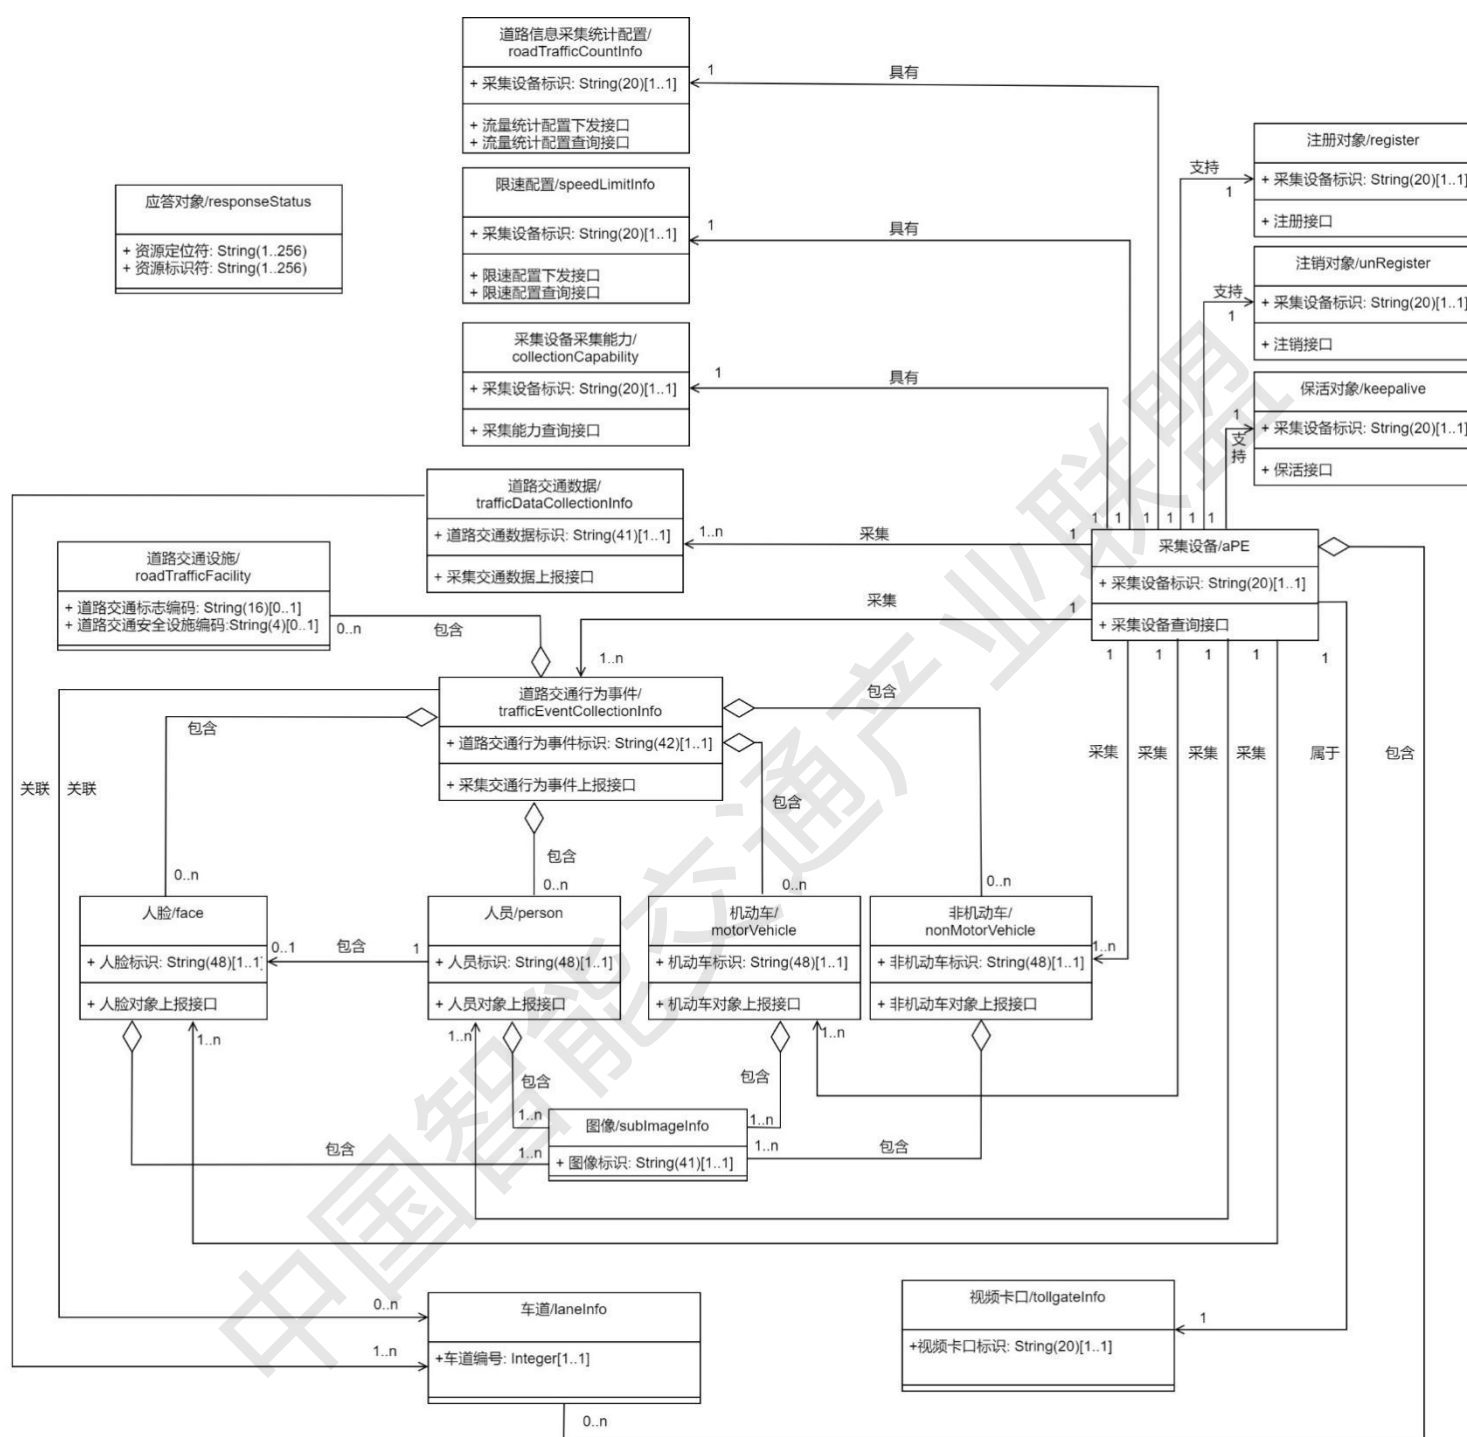 道路信息采集统计配置/
roadTrafficCountInfo
+ 采集设备标识: String(20)[1..1]
+ 流量统计配置下发接口
+ 流量统计配置查询接口
1
具有
注册对象/register
+ 采集设备标识: String(20)[1..1]
+ 注册接口
支持
1
限速配置/speedLimitInfo
+ 采集设备标识: String(20)[1..1]
+ 限速配置下发接口
+ 限速配置查询接口
1
具有
应答对象/responseStatus
+ 资源定位符: String(1..256)
+ 资源标识符: String(1..256)
注销对象/unRegister
+ 采集设备标识: String(20)[1..1]
+ 注销接口
支持
1
采集设备采集能力/
collectionCapability
+ 采集设备标识: String(20)[1..1]
+ 采集能力查询接口
1
具有
保活对象/keepalive
+ 采集设备标识: String(20)[1..1]
+ 保活接口
1
支
持
道路交通数据/
trafficDataCollectionInfo
+ 道路交通数据标识: String(41)[1..1]
+ 采集交通数据上报接口
1..n
采集
1
1
1
1
1
1
1
采集设备/aPE
+ 采集设备标识: String(20)[1..1]
+ 采集设备查询接口
道路交通设施/
roadTrafficFacility
+ 道路交通标志编码: String(16)[0..1]
+ 道路交通安全设施编码:String(4)[0..1]
0..n
包含
采集
1
1..n
1
1
1
1
1
道路交通行为事件/
trafficEventCollectionInfo
+ 道路交通行为事件标识: String(42)[1..1]
+ 采集交通行为事件上报接口
包含
包含
包含
包含
采集
采集
采集
采集
属于
包含
关联
关联
0..n
0..n
0..n
0..n
人脸/face
+ 人脸标识: String(48)[1..1]
+ 人脸对象上报接口
0..1
包含
1
人员/person
+ 人员标识: String(48)[1..1]
+ 人员对象上报接口
机动车/
motorVehicle
+ 机动车标识: String(48)[1..1]
+ 机动车对象上报接口
非机动车/
nonMotorVehicle
+ 非机动车标识: String(48)[1..1]
+ 非机动车对象上报接口
1..n
1..n
1..n
1..n
包含
包含
1..n
1..n
图像/subImageInfo
+ 图像标识: String(41)[1..1]
包含
1..n
1..n
包含
0..n
1..n
车道/laneInfo
+车道编号: Integer[1..1]
0..n
视频卡口/tollgateInfo
+视频卡口标识: String(20)[1..1]
1
中国智能交通产业联盟